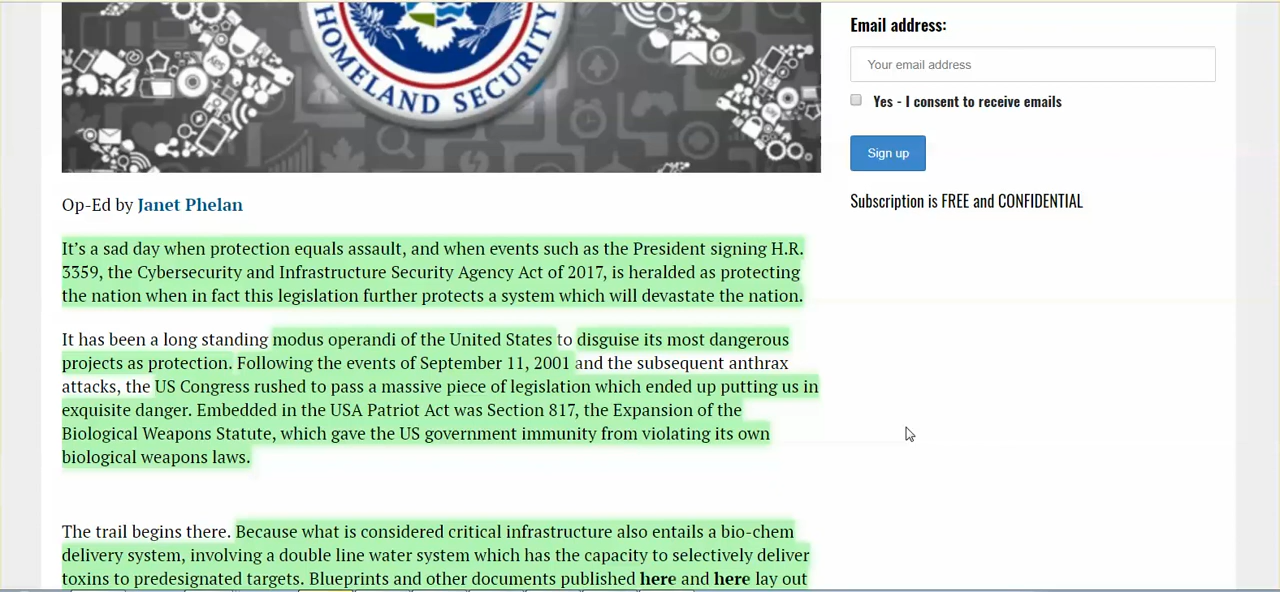 HOMELAND SECURITY
Email address:
Your email address
Yes - I consent to receive emails
Sign up
Subscription is FREE and CONFIDENTIAL
Op-Ed by Janet Phelan
It’s a sad day when protection equals assault, and when events such as the President signing H.R.
3359, the Cybersecurity and Infrastructure Security Agency Act of 2017, is heralded as protecting
the nation when in fact this legislation further protects a system which will devastate the nation.
It has been a long standing modus operandi of the United States to disguise its most dangerous
projects as protection. Following the events of September 11, 2001 and the subsequent anthrax
attacks, the US Congress rushed to pass a massive piece of legislation which ended up putting us in
exquisite danger. Embedded in the USA Patriot Act was Section 817, the Expansion of the
Biological Weapons Statute, which gave the US government immunity from violating its own
biological weapons laws.
The trail begins there. Because what is considered critical infrastructure also entails a bio-chem
delivery system, involving a double line water system which has the capacity to selectively deliver
toxins to predesignated targets. Blueprints and other documents published here and here lay out